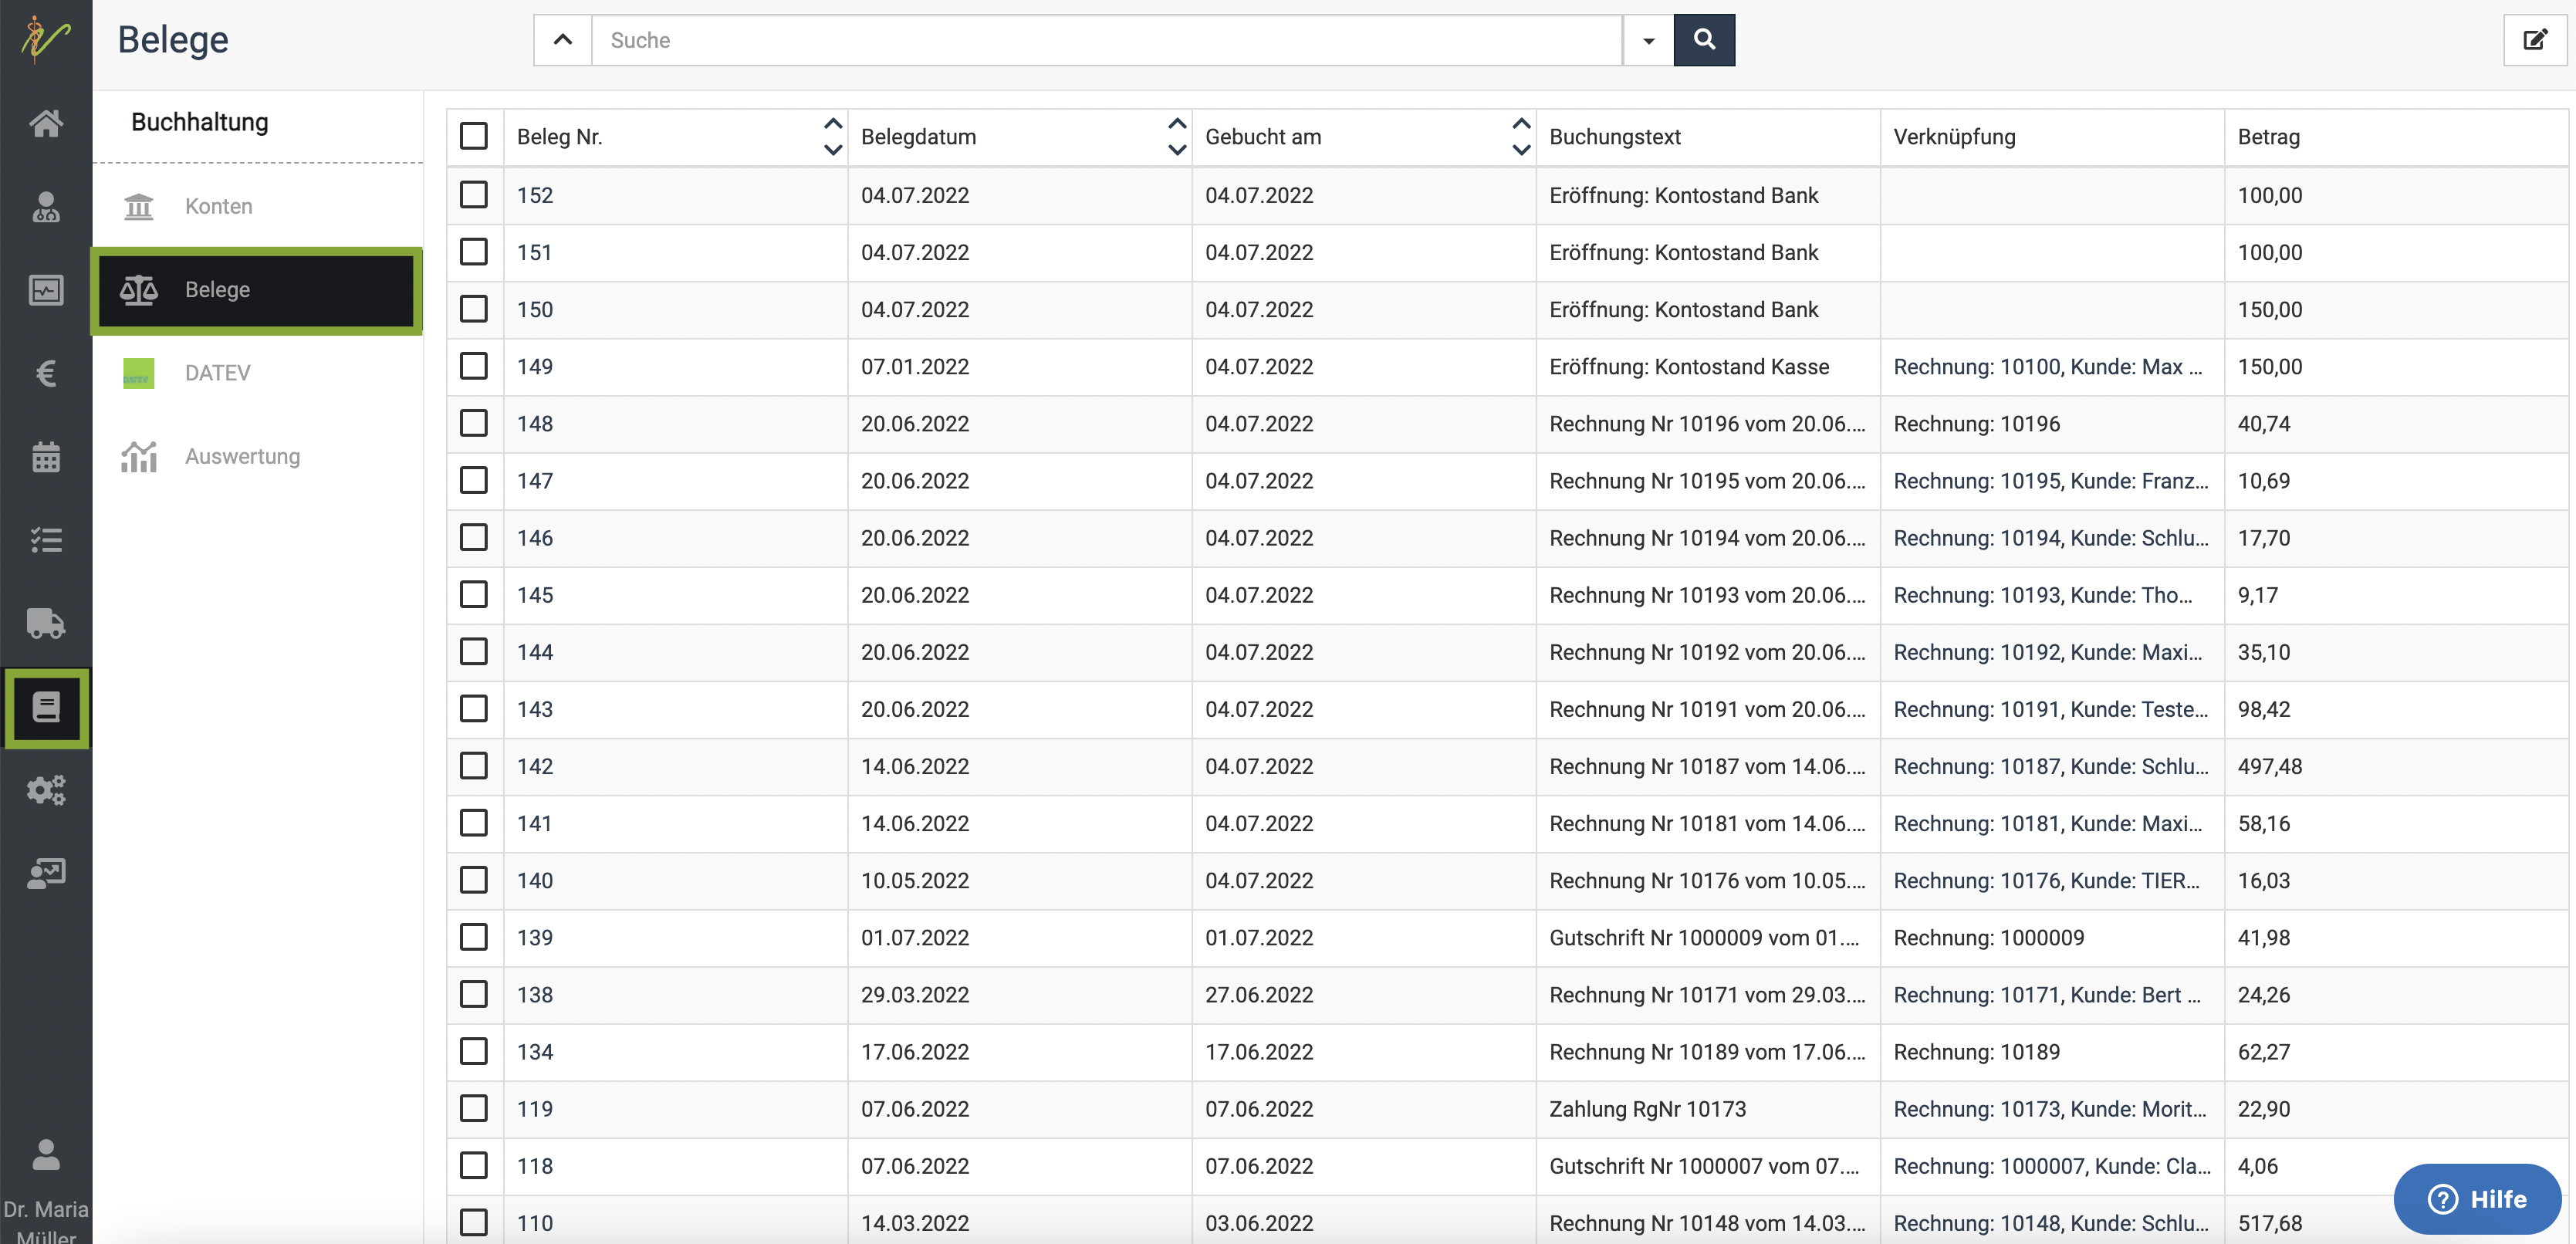 Belege
Suche
Buchhaltung
Konten
Belege
DATEV
DATEV
Auswertung
Beleg Nr. Belegdatum Gebucht am Buchungstext Verknüpfung Betrag
152 04.07.2022 04.07.2022 Eröffnung: Kontostand Bank 100,00
151 04.07.2022 04.07.2022 Eröffnung: Kontostand Bank 100,00
150 04.07.2022 04.07.2022 Eröffnung: Kontostand Bank 150,00
149 07.01.2022 04.07.2022 Eröffnung: Kontostand Kasse Rechnung: 10100, Kunde: Max ... 150,00
148 20.06.2022 04.07.2022 Rechnung Nr 10196 vom 20.06.... Rechnung: 10196 40,74
147 20.06.2022 04.07.2022 Rechnung Nr 10195 vom 20.06.... Rechnung: 10195, Kunde: Franz... 10,69
146 20.06.2022 04.07.2022 Rechnung Nr 10194 vom 20.06.... Rechnung: 10194, Kunde: Schlu... 17,70
145 20.06.2022 04.07.2022 Rechnung Nr 10193 vom 20.06.... Rechnung: 10193, Kunde: Tho... 9,17
144 20.06.2022 04.07.2022 Rechnung Nr 10192 vom 20.06.... Rechnung: 10192, Kunde: Maxi... 35,10
143 20.06.2022 04.07.2022 Rechnung Nr 10191 vom 20.06.... Rechnung: 10191, Kunde: Teste... 98,42
142 14.06.2022 04.07.2022 Rechnung Nr 10187 vom 14.06.... Rechnung: 10187, Kunde: Schlu... 497,48
141 14.06.2022 04.07.2022 Rechnung Nr 10181 vom 14.06.... Rechnung: 10181, Kunde: Maxi... 58,16
140 10.05.2022 04.07.2022 Rechnung Nr 10176 vom 10.05.... Rechnung: 10176, Kunde: TIER... 16,03
139 01.07.2022 01.07.2022 Gutschrift Nr 1000009 vom 01.... Rechnung: 1000009 41,98
138 29.03.2022 27.06.2022 Rechnung Nr 10171 vom 29.03.... Rechnung: 10171, Kunde: Bert ... 24,26
134 17.06.2022 17.06.2022 Rechnung Nr 10189 vom 17.06.... Rechnung: 10189 62,27
119 07.06.2022 07.06.2022 Zahlung RgNr 10173 Rechnung: 10173, Kunde: Morit... 22,90
118 07.06.2022 07.06.2022 Gutschrift Nr 1000007 vom 07.... Rechnung: 1000007, Kunde: Cla... 4,06
110 14.03.2022 03.06.2022 Rechnung Nr 10148 vom 14.03.... Rechnung: 10148, Kunde: Schlu... 517,68
Dr. Maria
Müller
Hilfe